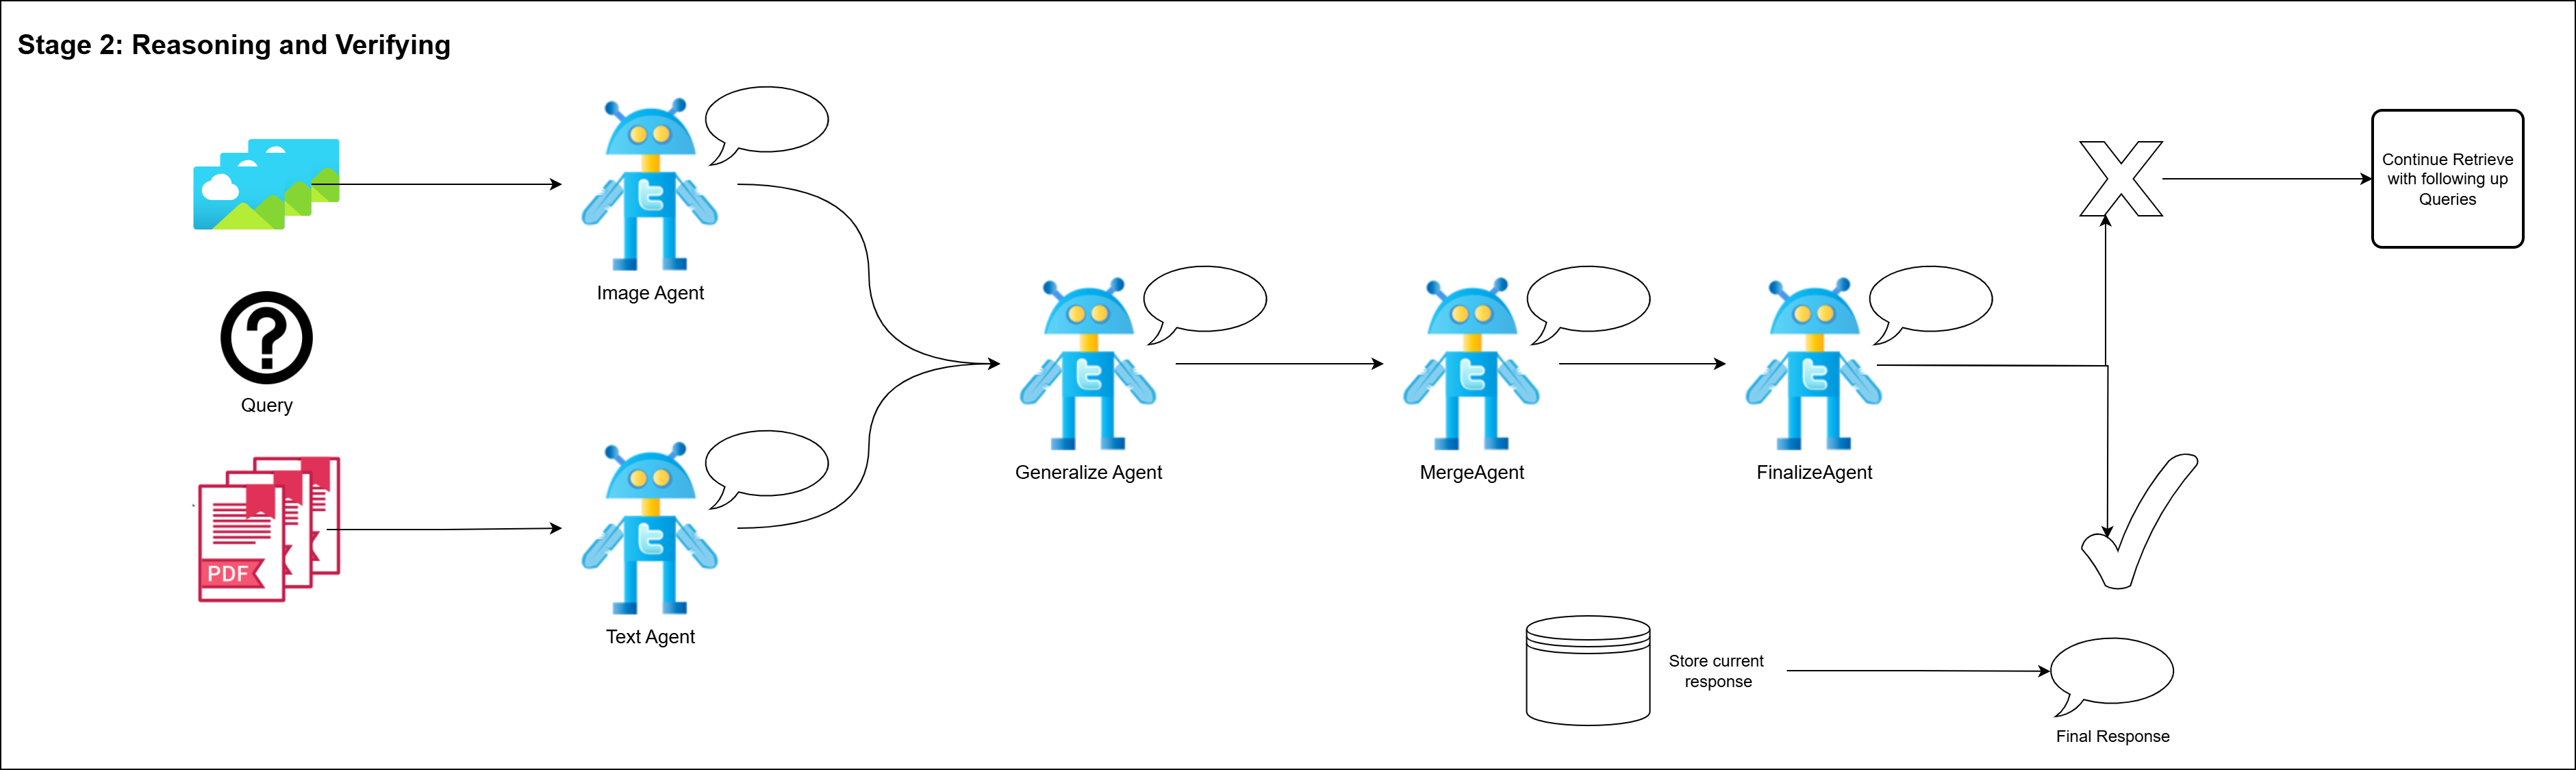 Stage 2: Reasoning and Verifying
Image Agent
Query
PDF
Text Agent
Generalize Agent
MergeAgent
FinalizeAgent
Continue Retrieve
with following up
Queries
Store current
response
Final Response